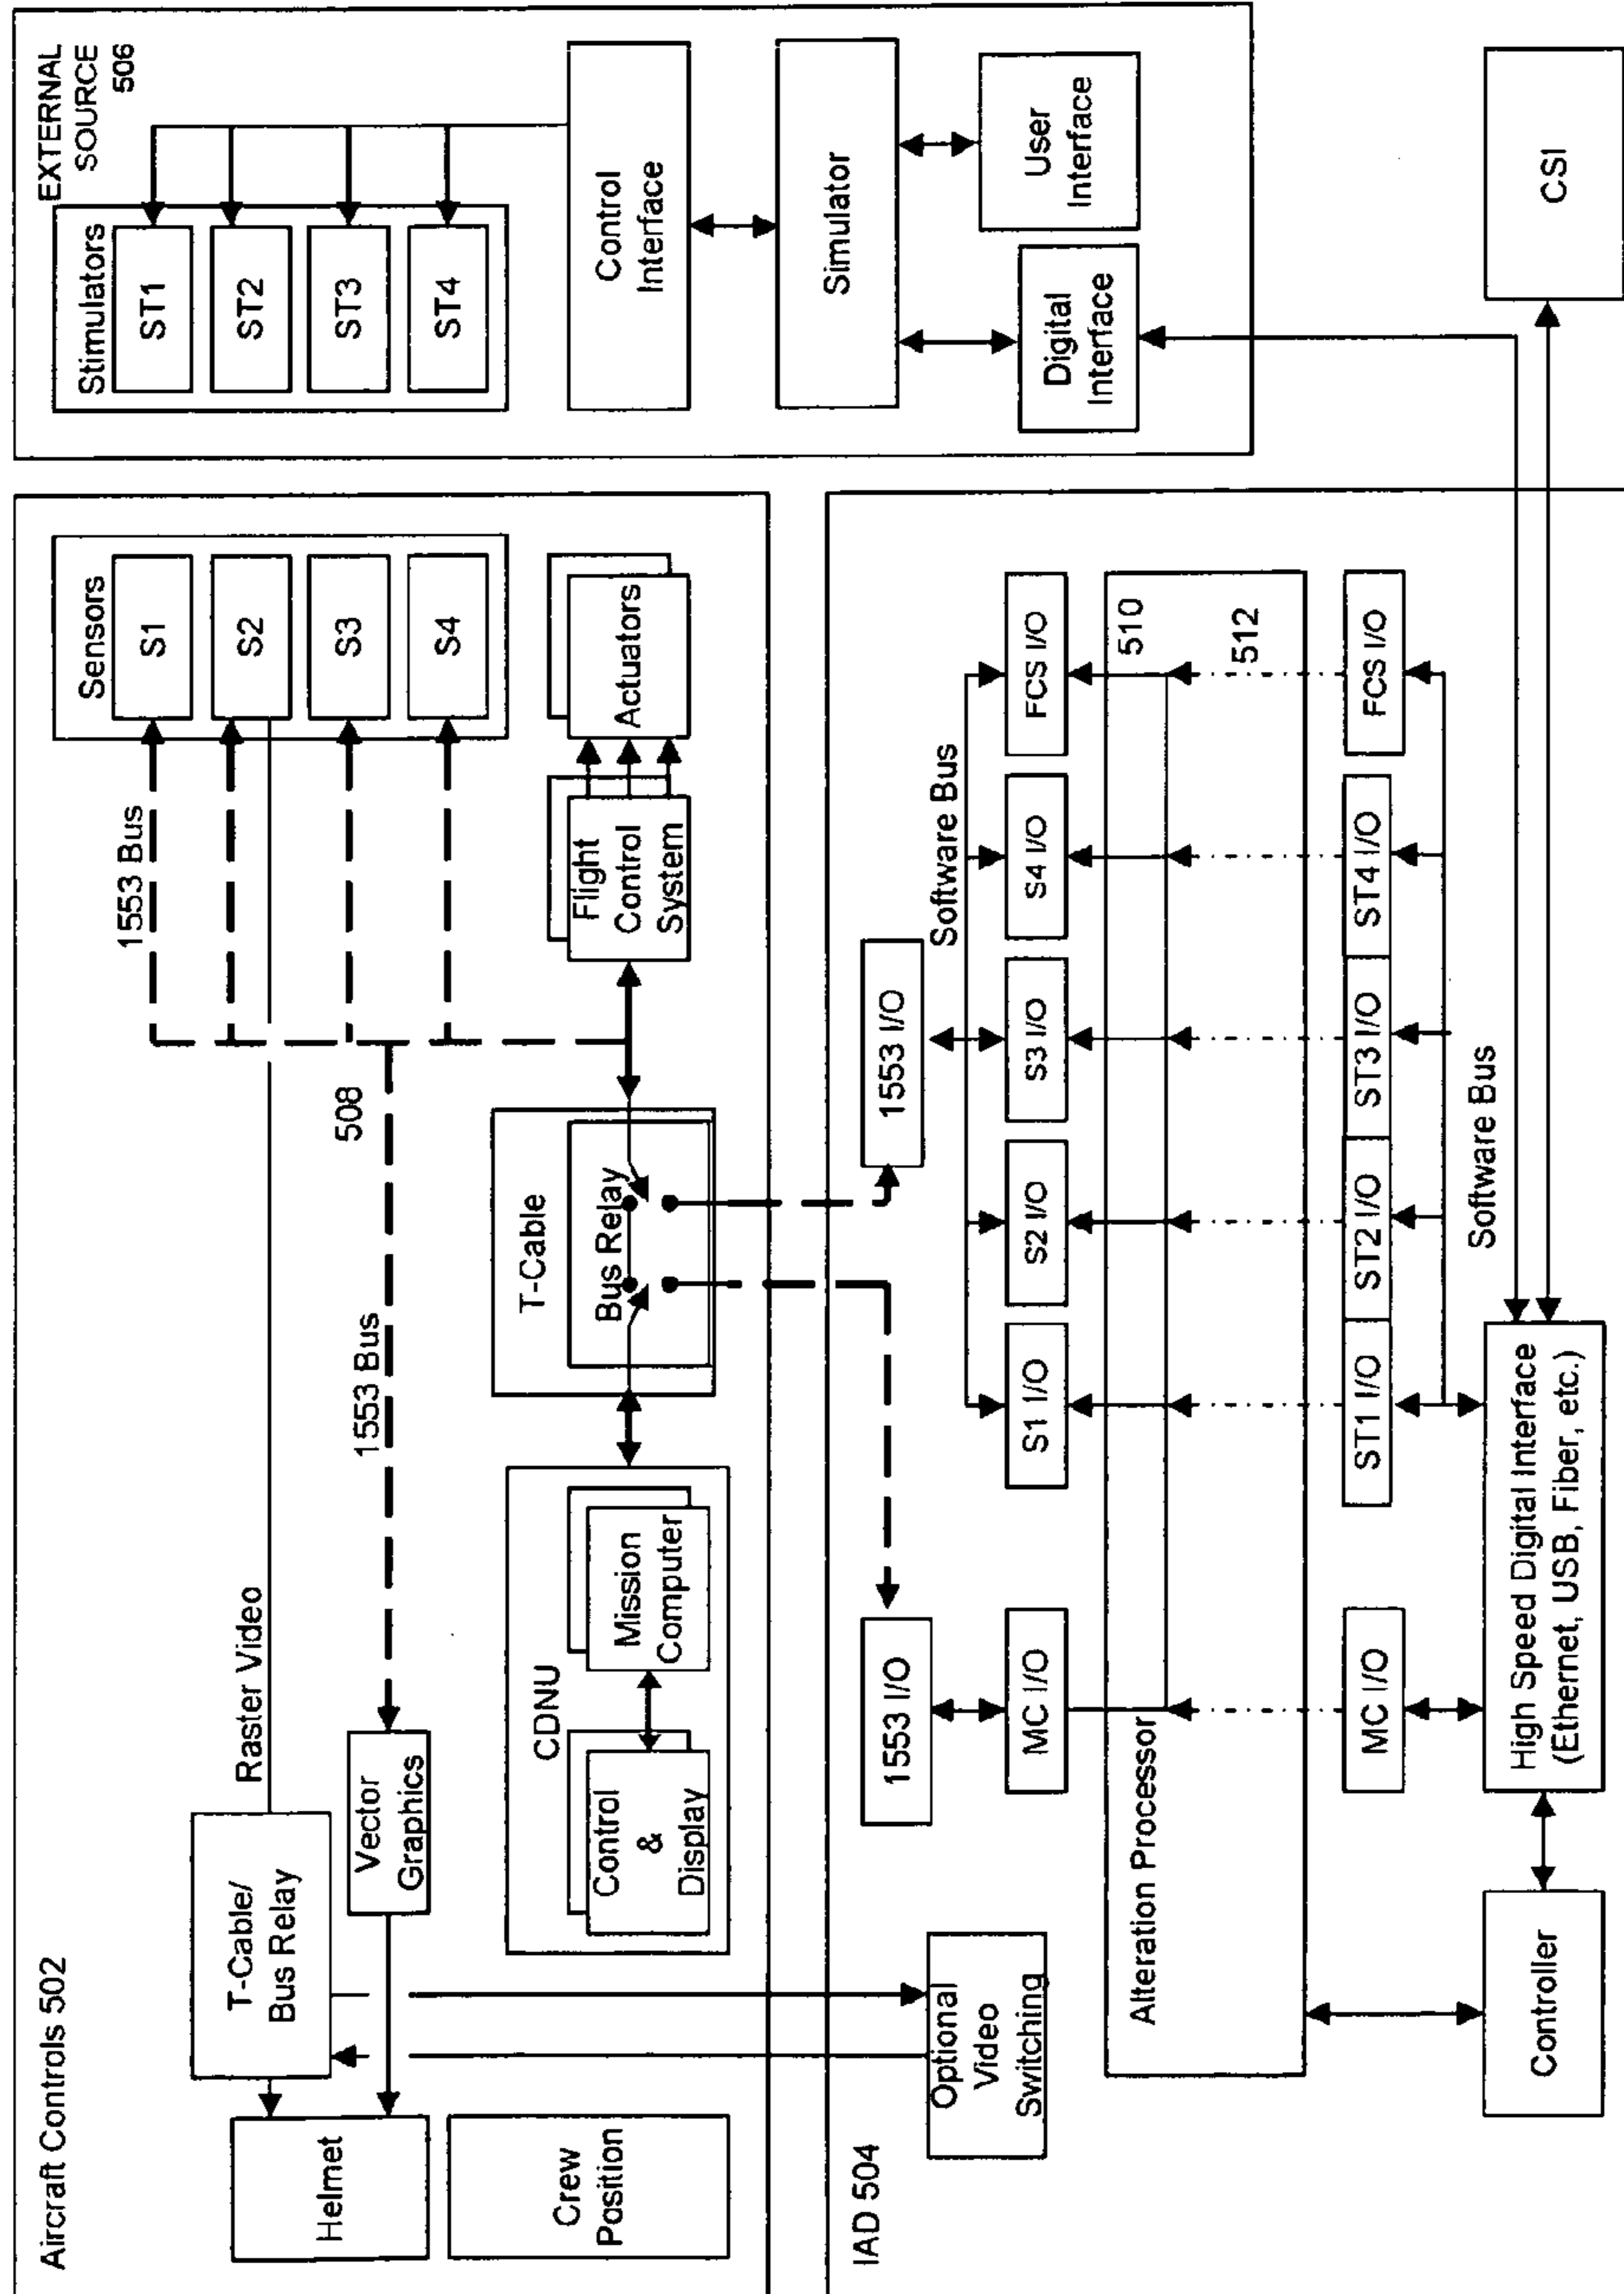 Aircraft Controls 502
Helmet
T-Cable/
Bus Relay
Raster Video
Vector
Graphics
1553 Bus
508
1553 Bus
Sensors
S1
S2
S3
S4
Crew
Position
CDNU
Control
&
Display
Mission
Computer
T-Cable
Bus Relay
Flight
Control
System
Actuators
EXTERNAL
SOURCE
506
Stimulators
ST1
ST2
ST3
ST4
Control
Interface
Simulator
Digital
Interface
User
Interface
IAD 504
Optional
Video
Switching
1553 I/O
1553 I/O
Software Bus
MC I/O
S1 I/O
S2 I/O
S3 I/O
S4 I/O
FCS I/O
Alteration Processor
510
512
MC I/O
ST1 I/O
ST2 I/O
ST3 I/O
ST4 I/O
FCS I/O
Software Bus
Controller
High Speed Digital Interface
(Ethernet, USB, Fiber, etc.)
CSI